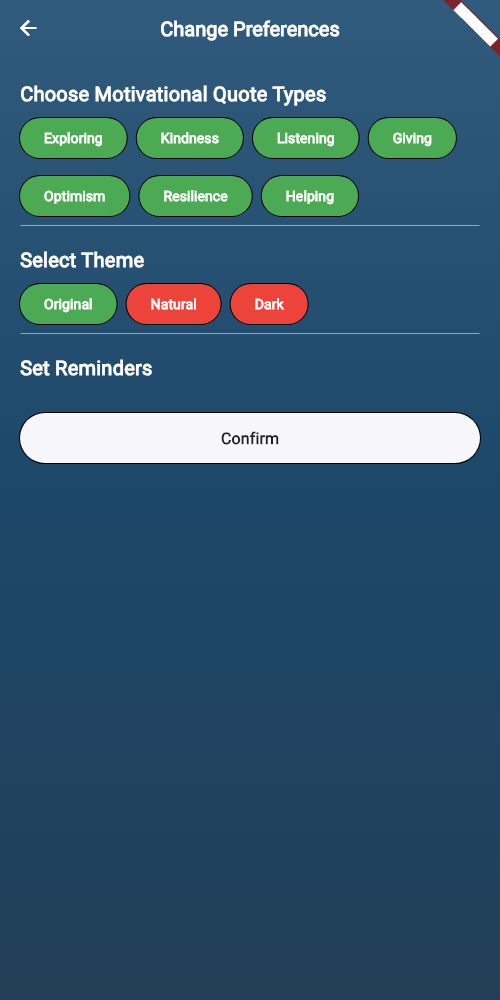 Change Preferences
Choose Motivational Quote Types
Exploring Kindness Listening Giving
Optimism Resilience Helping
Select Theme
Original Natural Dark
Set Reminders
Confirm